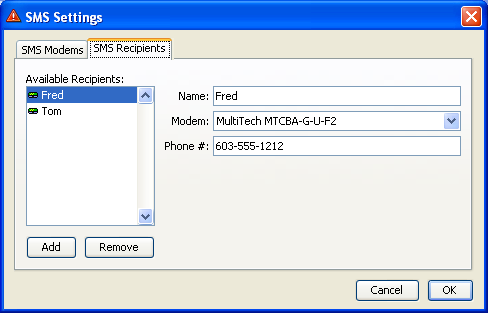 SMS Settings
SMS Modems SMS Recipients
Available Recipients:
Fred
Tom
Name: Fred
Modem: MultiTech MTCBA-G-U-F2
Phone #: 603-555-1212
Add Remove
Cancel OK